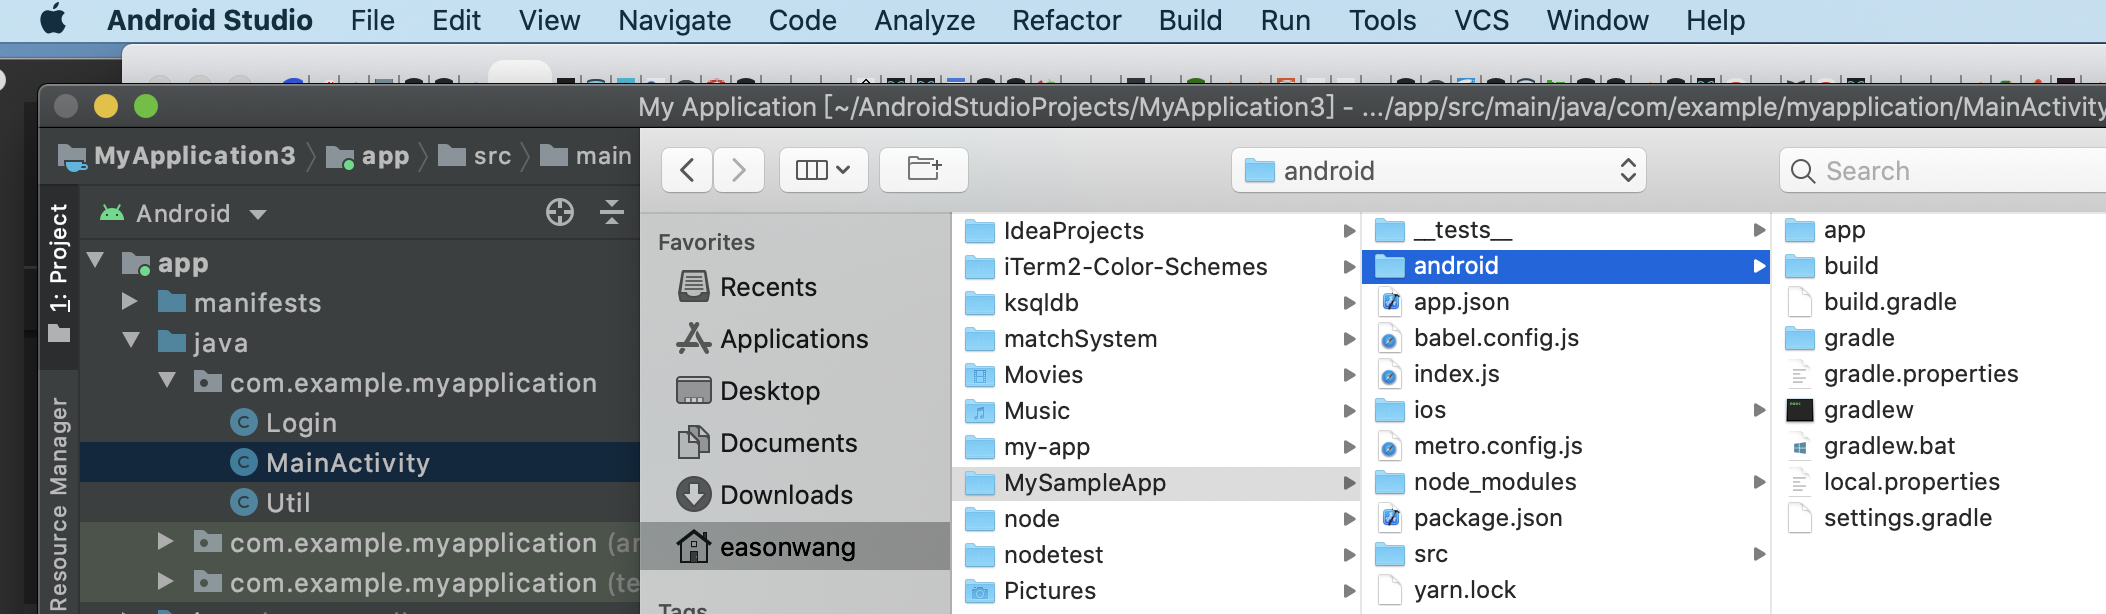 Android Studio File Edit View Navigate Code Analyze Refactor Build Run Tools VCS Window Help
My Application [~/AndroidStudioProjects/MyApplication3] - .../app/src/main/java/com/example/myapplication/MainActivity
MyApplication3 app src main
android
Search
1: Project
Resource Manager
Android
app
manifests
java
com.example.myapplication
Login
MainActivity
Util
com.example.myapplication (ar
com.example.myapplication (te
Favorites
Recents
Applications
Desktop
Documents
Downloads
easonwang
Tags
IdeaProjects
iTerm2-Color-Schemes
ksqldb
matchSystem
Movies
Music
my-app
MySampleApp
node
nodetest
Pictures
__tests__
android
app.json
babel.config.js
index.js
ios
metro.config.js
node_modules
package.json
src
yarn.lock
app
build
build.gradle
gradle
gradle.properties
gradlew
gradlew.bat
local.properties
settings.gradle